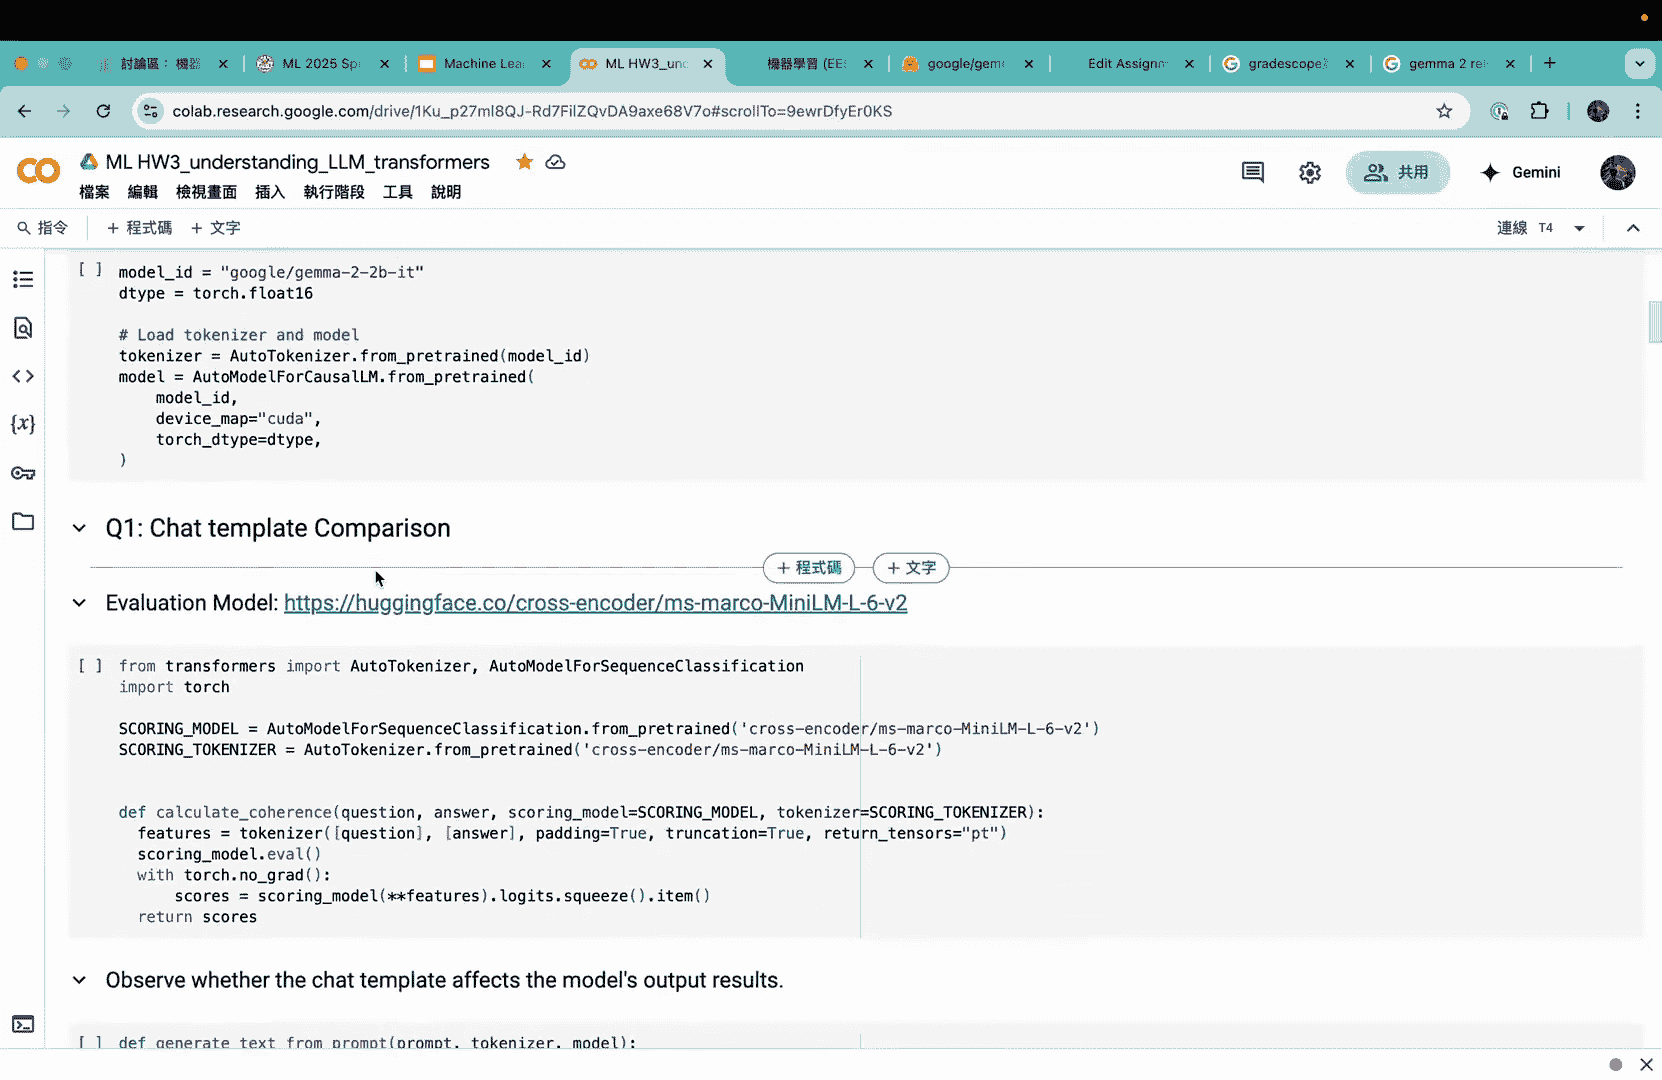 討論區：機器
ML 2025 Sp
Machine Lea
ML HW3_und
機器學習 (EE
google/gem
Edit Assignm
gradescope
gemma 2 rel
colab.research.google.com/drive/1Ku_p27ml8QJ-Rd7FilZQvDA9axe68V7o#scrollTo=9ewrDfyEr0KS
ML HW3_understanding_LLM_transformers
檔案 編輯 檢視畫面 插入 執行階段 工具 說明
共用
Gemini
指令 + 程式碼 + 文字
連線 T4
[ ] model_id = "google/gemma-2-2b-it"
dtype = torch.float16
# Load tokenizer and model
tokenizer = AutoTokenizer.from_pretrained(model_id)
model = AutoModelForCausalLM.from_pretrained(
model_id,
device_map="cuda",
torch_dtype=dtype,
)
Q1: Chat template Comparison
+ 程式碼 + 文字
Evaluation Model: https://huggingface.co/cross-encoder/ms-marco-MiniLM-L-6-v2
[ ] from transformers import AutoTokenizer, AutoModelForSequenceClassification
import torch
SCORING_MODEL = AutoModelForSequenceClassification.from_pretrained('cross-encoder/ms-marco-MiniLM-L-6-v2')
SCORING_TOKENIZER = AutoTokenizer.from_pretrained('cross-encoder/ms-marco-MiniLM-L-6-v2')
def calculate_coherence(question, answer, scoring_model=SCORING_MODEL, tokenizer=SCORING_TOKENIZER):
features = tokenizer([question], [answer], padding=True, truncation=True, return_tensors="pt")
scoring_model.eval()
with torch.no_grad():
scores = scoring_model(**features).logits.squeeze().item()
return scores
Observe whether the chat template affects the model's output results.
[ ] def generate_text_from_prompt(prompt, tokenizer, model):